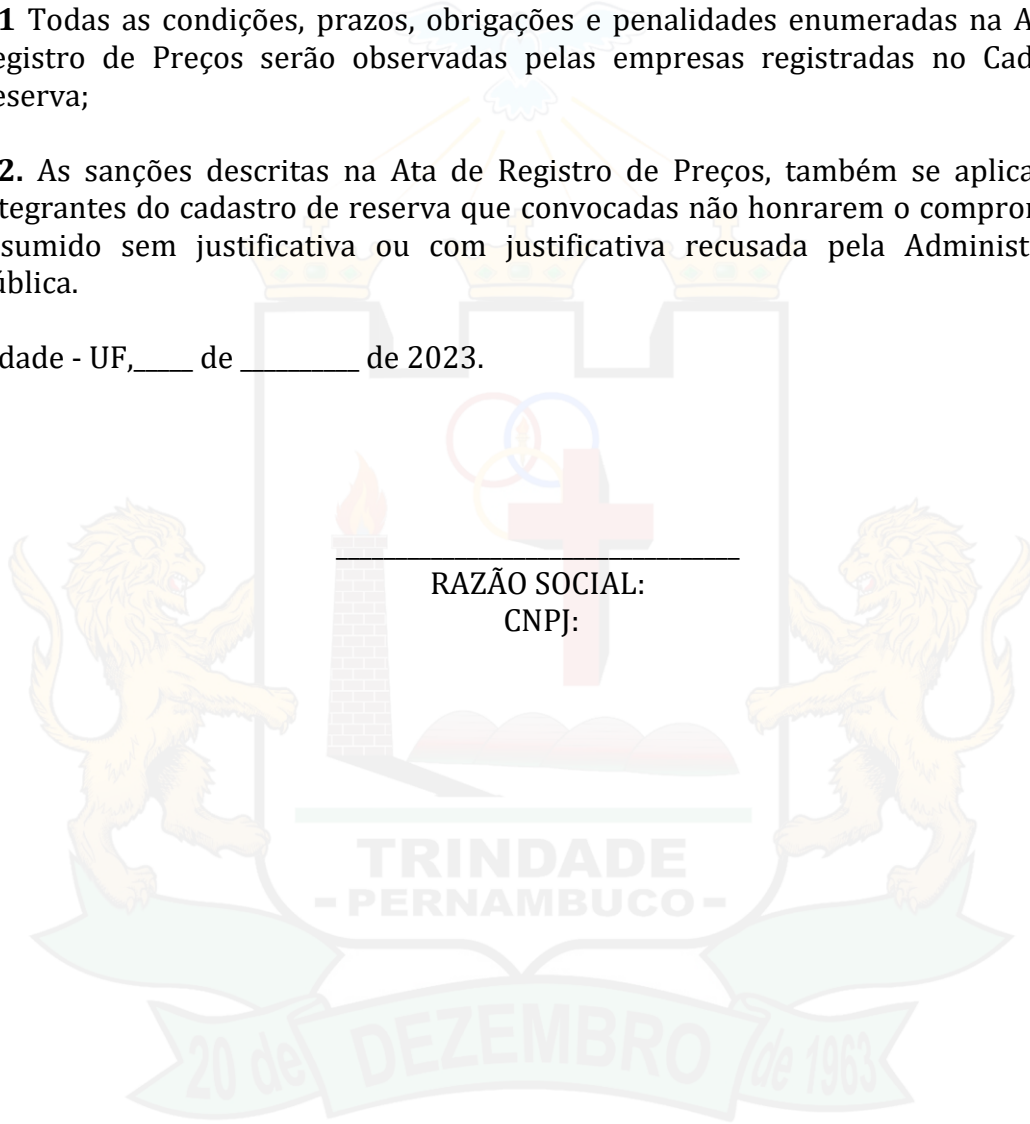 1 Todas as condições, prazos, obrigações e penalidades enumeradas na A
egistro de Preços serão observadas pelas empresas registradas no Cad
eserva;
2. As sanções descritas na Ata de Registro de Preços, também se aplica
tegrantes do cadastro de reserva que convocadas não honrarem o compro
sumido sem justificativa ou com justificativa recusada pela Administ
ública.
dade - UF,_____ de __________ de 2023.
__________________________________
RAZÃO SOCIAL:
CNPJ:
TRINDADE
- PERNAMBUCO -
20 de DEZEMBRO de 1963